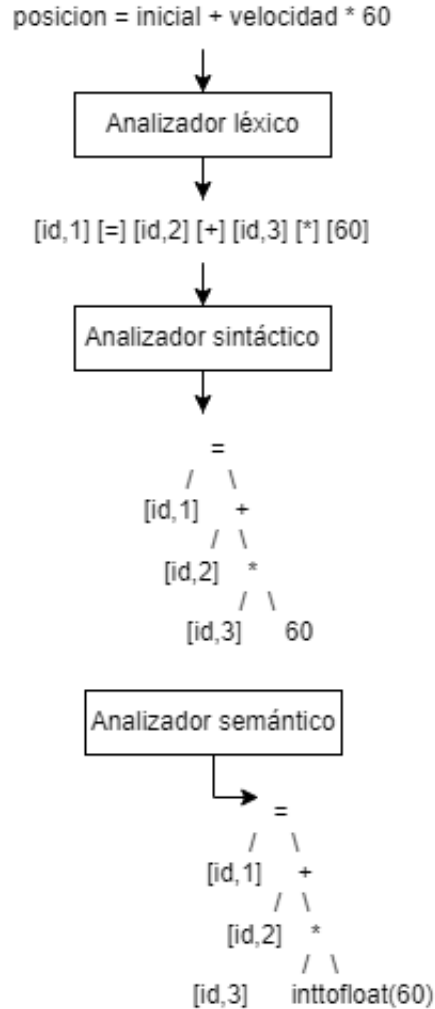 posicion = inicial + velocidad * 60
Analizador léxico
[id,1] [=] [id,2] [+] [id,3] [*] [60]
Analizador sintáctico
=
/ \
[id,1] +
/ \
[id,2] *
/ \
[id,3] 60
Analizador semántico
=
/ \
[id,1] +
/ \
[id,2] *
/ \
[id,3] inttofloat(60)